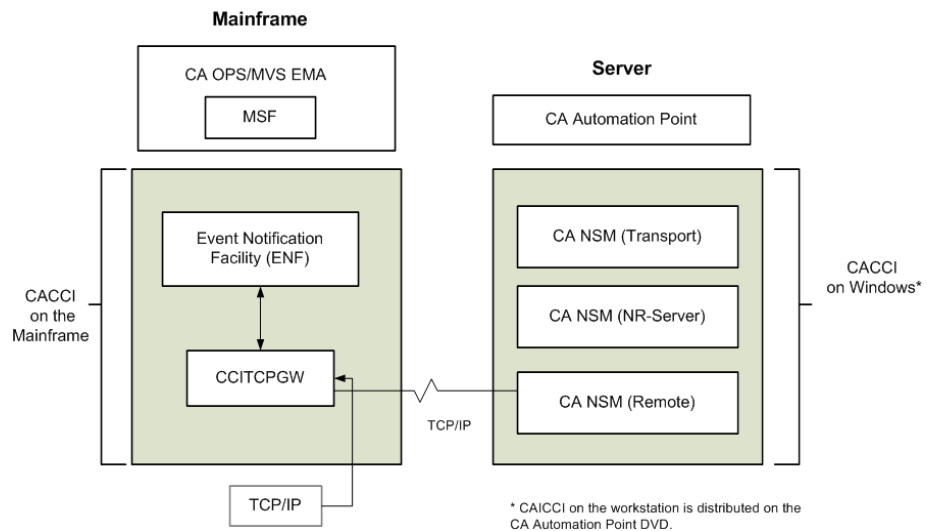 Mainframe
CA OPS/MVS EMA
MSF
Server
CA Automation Point
CACCI
on the
Mainframe
Event Notification
Facility (ENF)
CCITCPGW
TCP/IP
TCP/IP
CA NSM (Transport)
CA NSM (NR-Server)
CA NSM (Remote)
CACCI
on Windows*
* CAICCI on the workstation is distributed on the
CA Automation Point DVD.